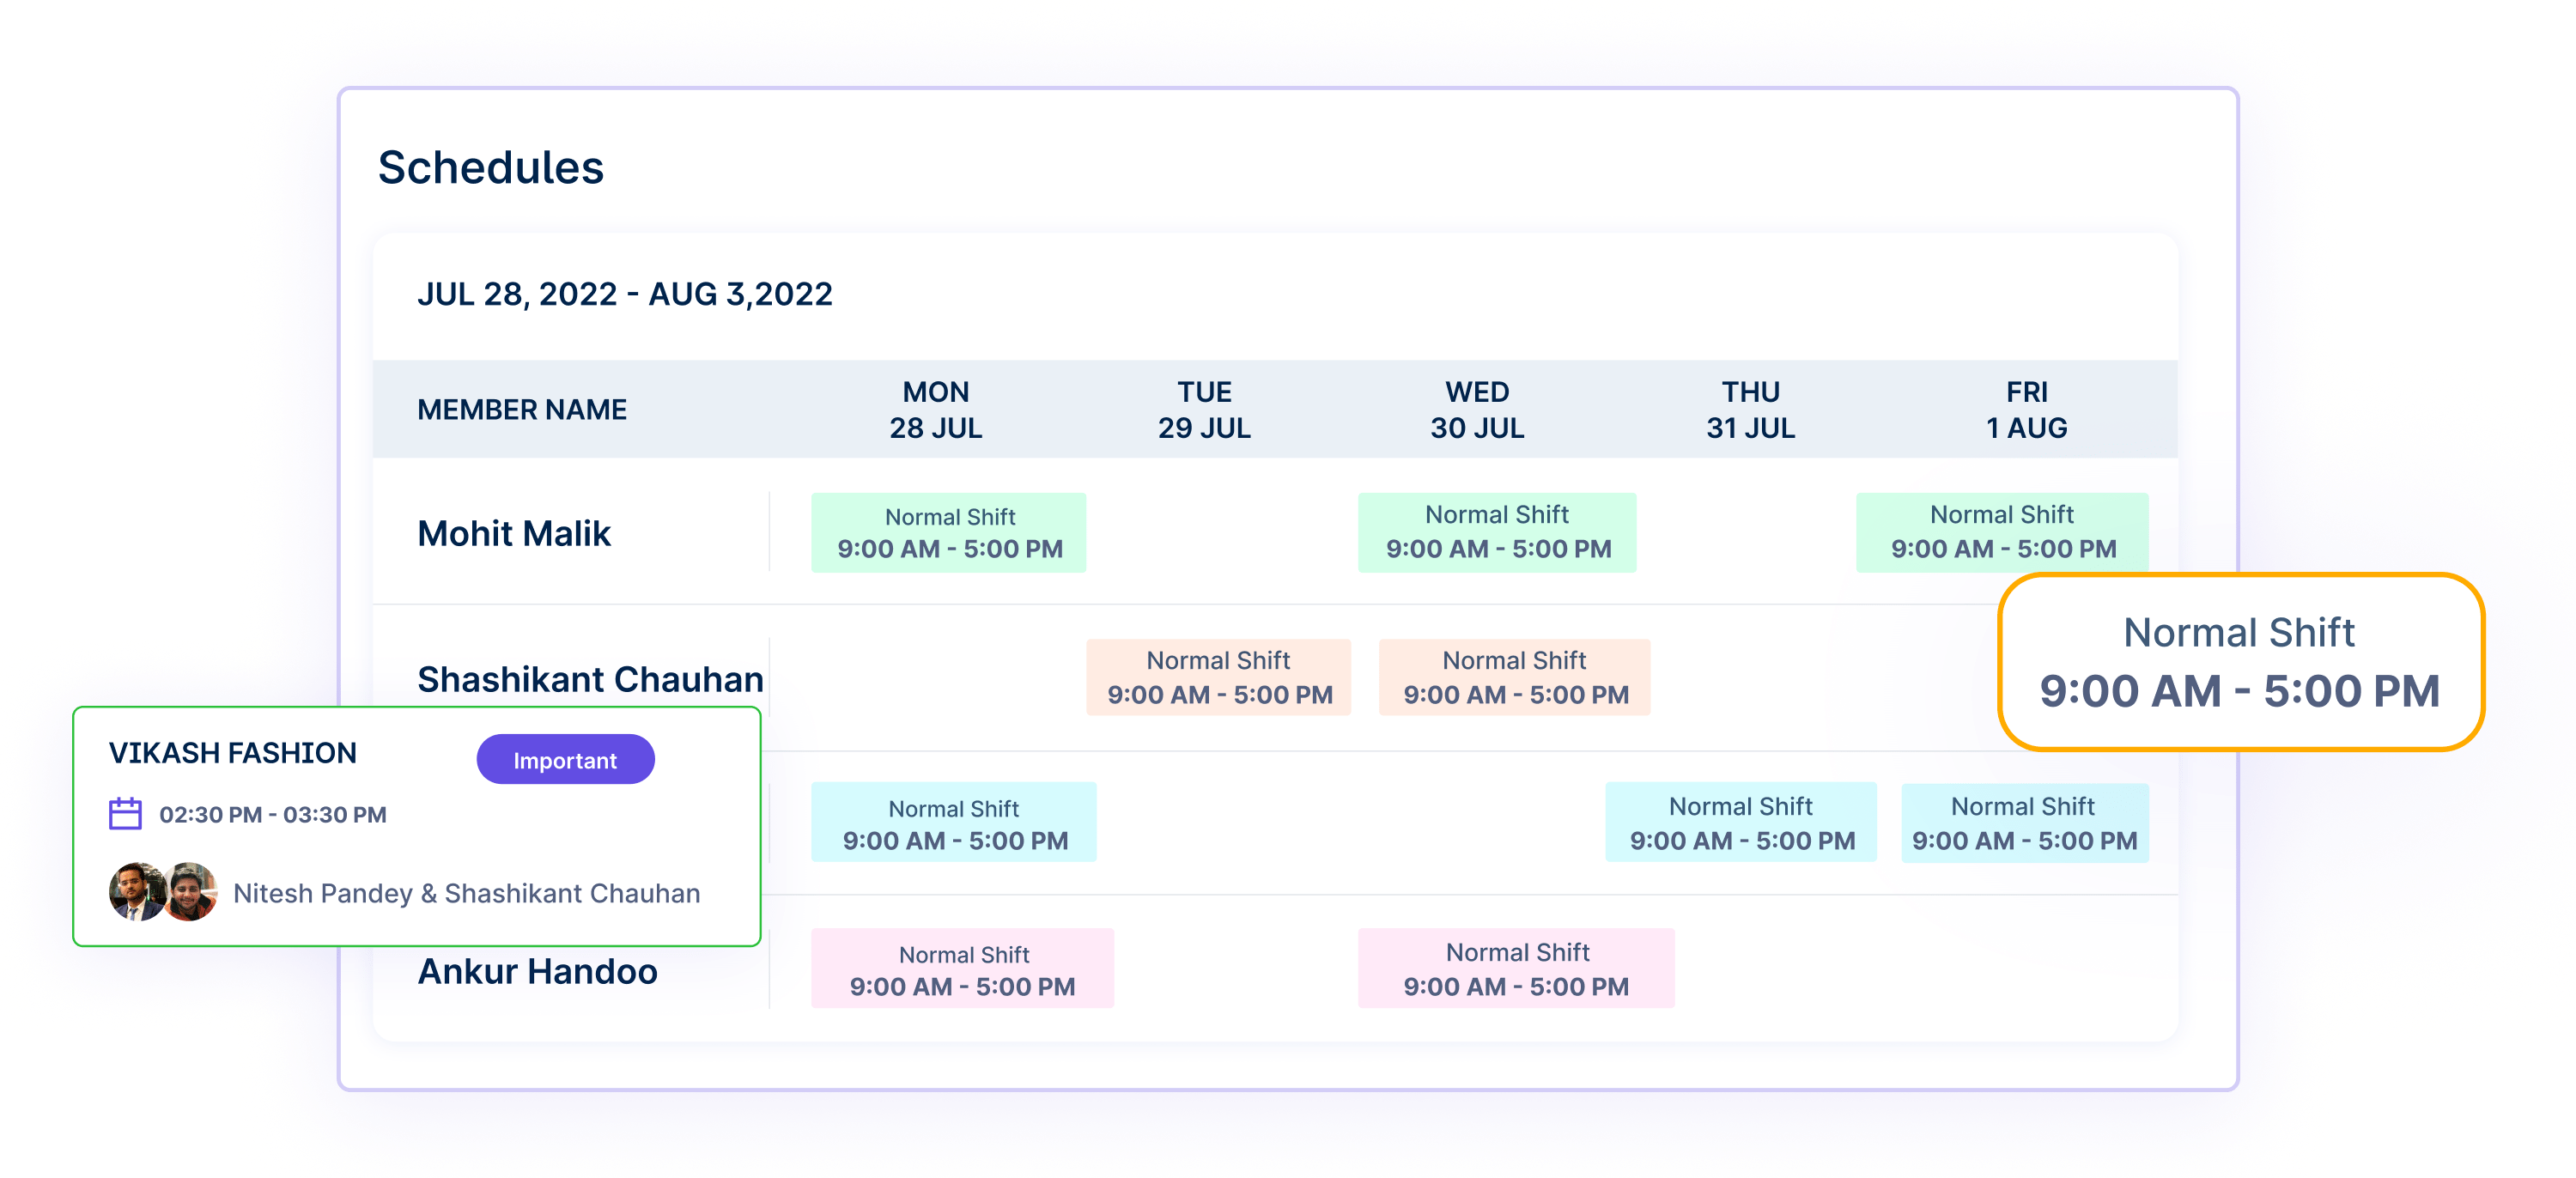 Schedules
JUL 28, 2022 - AUG 3,2022
MEMBER NAME
MON
28 JUL
TUE
29 JUL
WED
30 JUL
THU
31 JUL
FRI
1 AUG
Mohit Malik
Normal Shift
9:00 AM - 5:00 PM
Normal Shift
9:00 AM - 5:00 PM
Normal Shift
9:00 AM - 5:00 PM
Shashikant Chauhan
Normal Shift
9:00 AM - 5:00 PM
Normal Shift
9:00 AM - 5:00 PM
Normal Shift
9:00 AM - 5:00 PM
VIKASH FASHION
Important
02:30 PM - 03:30 PM
Nitesh Pandey & Shashikant Chauhan
Normal Shift
9:00 AM - 5:00 PM
Normal Shift
9:00 AM - 5:00 PM
Normal Shift
9:00 AM - 5:00 PM
Ankur Handoo
Normal Shift
9:00 AM - 5:00 PM
Normal Shift
9:00 AM - 5:00 PM